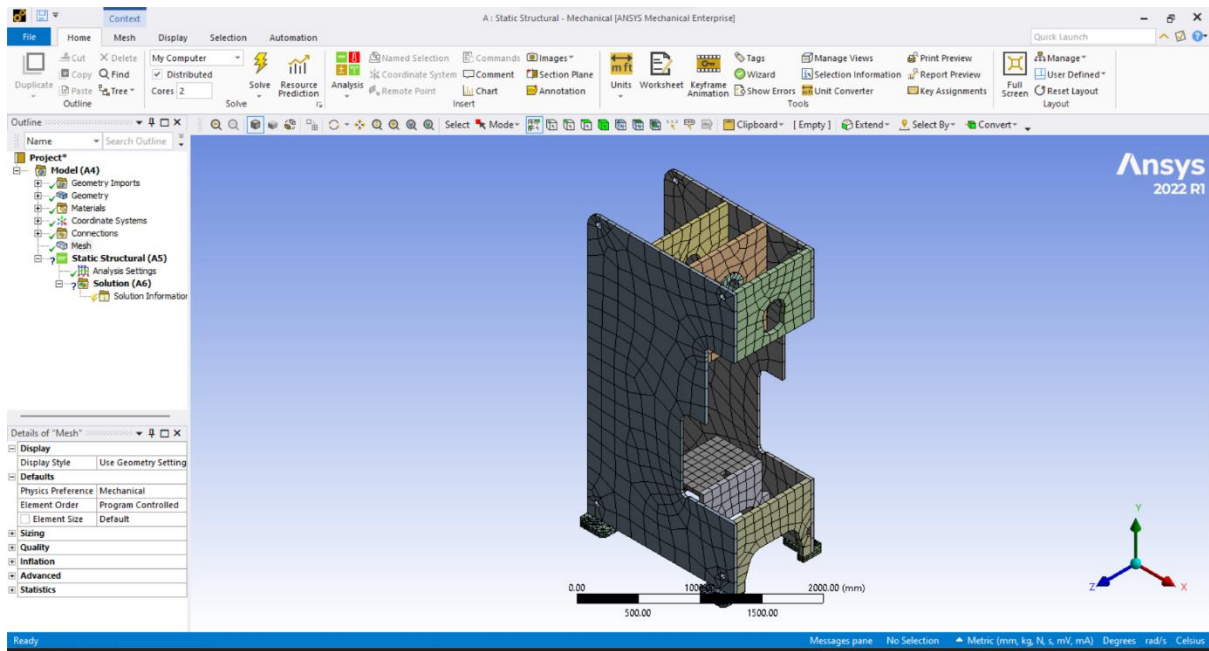 Context
A : Static Structural - Mechanical [ANSYS Mechanical Enterprise]
File Home Mesh Display Selection Automation
Quick Launch
Duplicate
Cut
Copy
Paste
Delete
Find
Tree
Outline
My Computer
Distributed
Cores 2
Solve
Resource Prediction
Solve
Analysis
Named Selection
Coordinate System
Remote Point
Commands
Comment
Chart
Images
Section Plane
Annotation
Insert
Units
Worksheet
Keyframe Animation
Tags
Wizard
Show Errors
Manage Views
Selection Information
Unit Converter
Print Preview
Report Preview
Key Assignments
Tools
Full Screen
Manage
User Defined
Reset Layout
Layout
Outline
Select Mode Clipboard [ Empty ] Extend Select By Convert
Name Search Outline
Project*
Model (A4)
Geometry Imports
Geometry
Materials
Coordinate Systems
Connections
Mesh
Static Structural (A5)
Analysis Settings
Solution (A6)
Solution Informatior
Details of "Mesh"
Display
Display Style Use Geometry Setting
Defaults
Physics Preference Mechanical
Element Order Program Controlled
Element Size Default
Sizing
Quality
Inflation
Advanced
Statistics
Ansys
2022 R1
0.00 2000.00 (mm)
500.00 1500.00
Y
Z X
Ready Messages pane No Selection Metric (mm, kg, N, s, mV, mA) Degrees rad/s Celsius